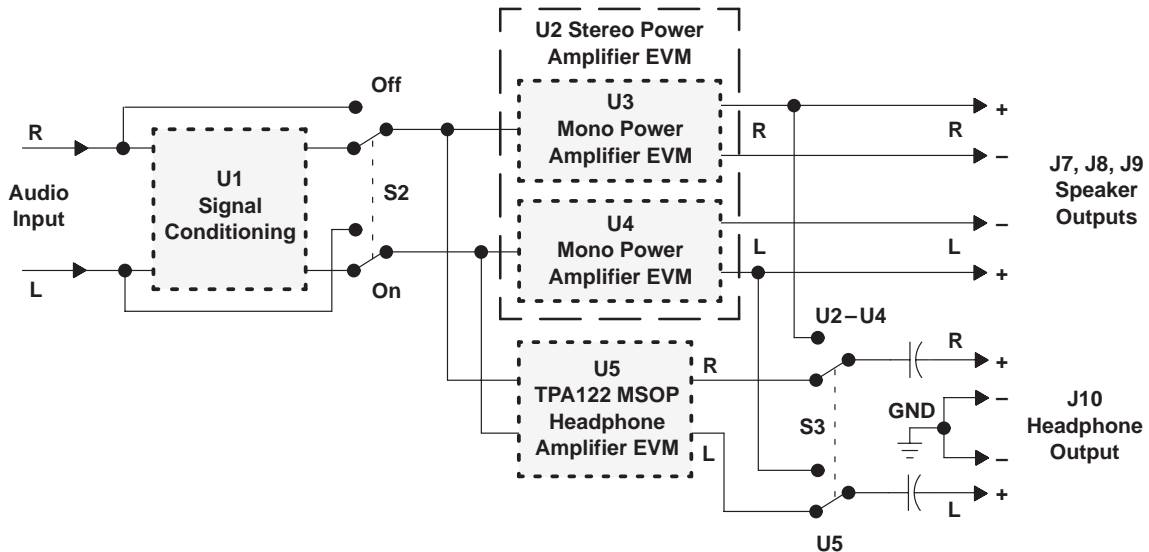 U2 Stereo Power
Amplifier EVM
Off
R
U1
Signal
Conditioning
Audio
Input
L
S2
On
U3
Mono Power
Amplifier EVM
R
U4
Mono Power
Amplifier EVM
L
+
R
–
–
L
+
J7, J8, J9
Speaker
Outputs
U2–U4
U5
TPA122 MSOP
Headphone
Amplifier EVM
R
L
S3
R
+
GND
–
–
+
L
J10
Headphone
Output
U5